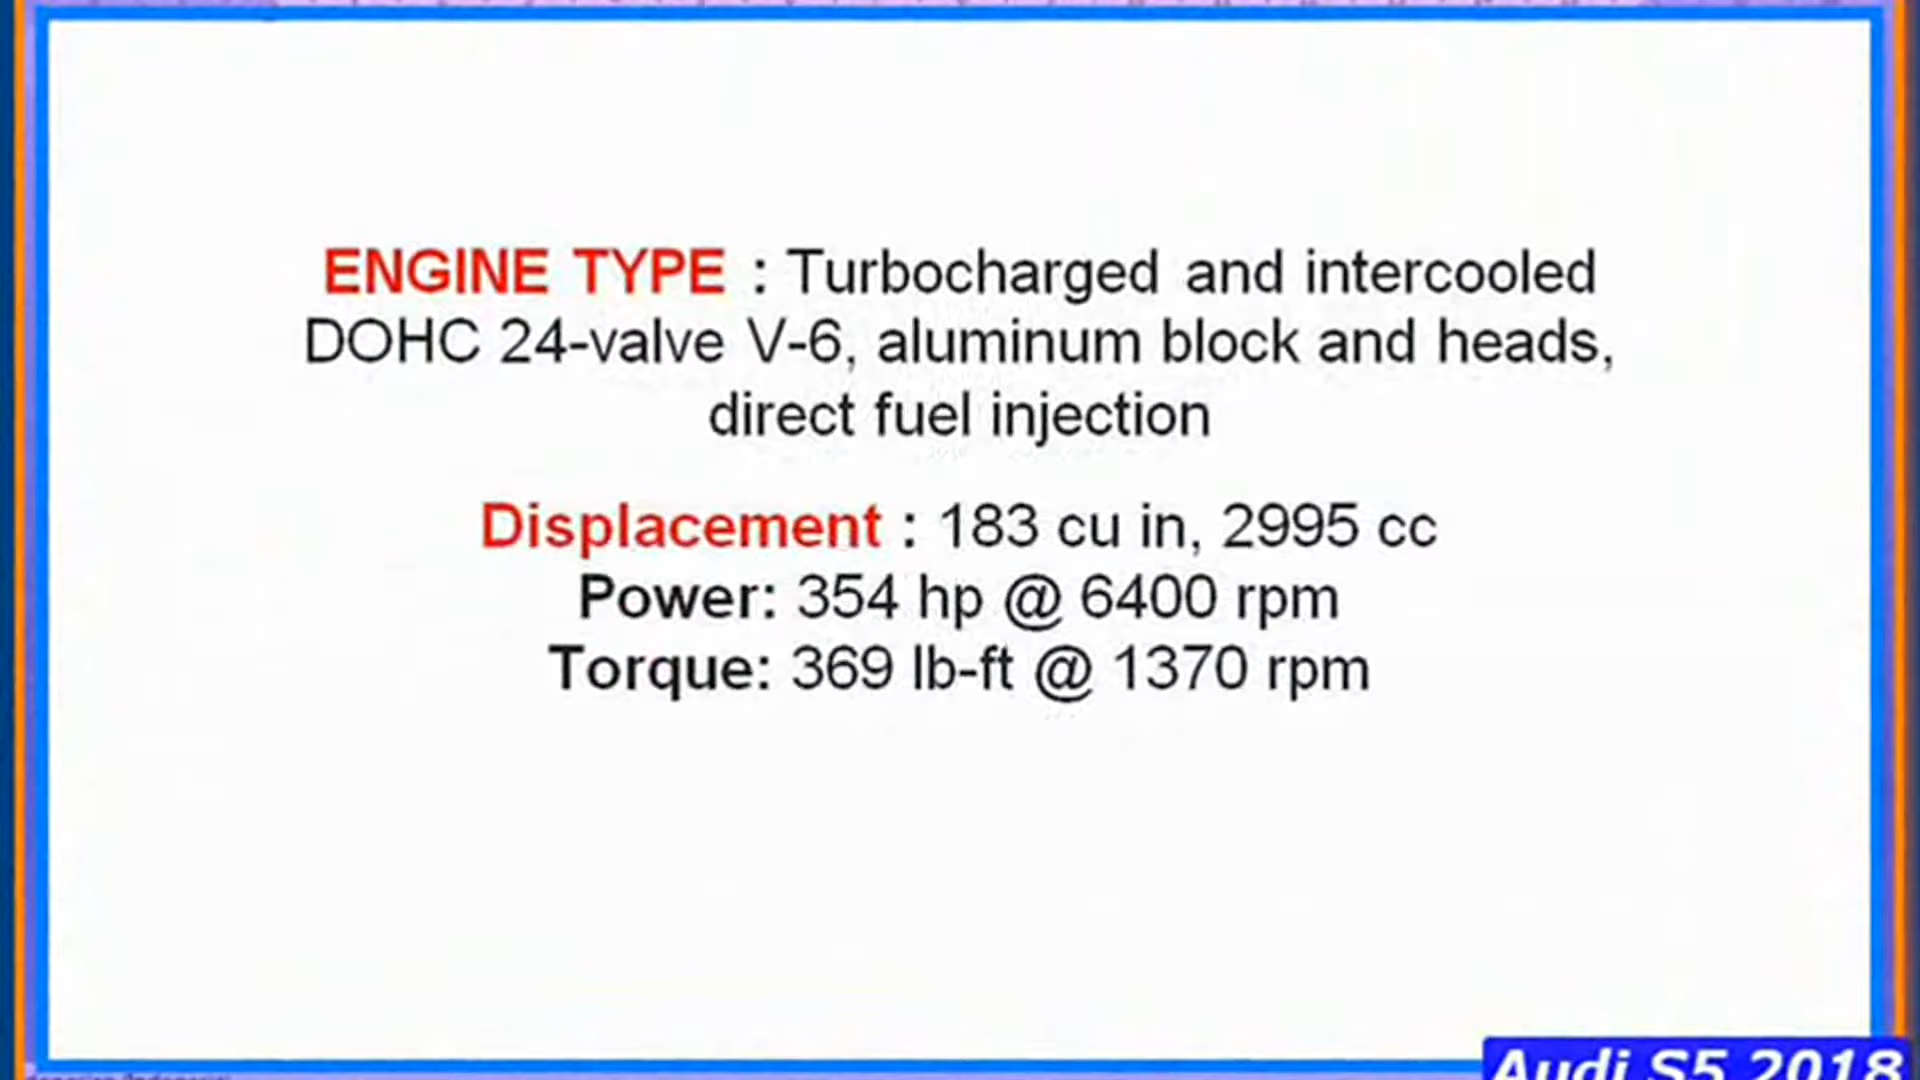 ENGINE TYPE : Turbocharged and intercooled
DOHC 24-valve V-6, aluminum block and heads,
direct fuel injection
Displacement : 183 cu in, 2995 cc
Power: 354 hp @ 6400 rpm
Torque: 369 lb-ft @ 1370 rpm
Audi S5 2018